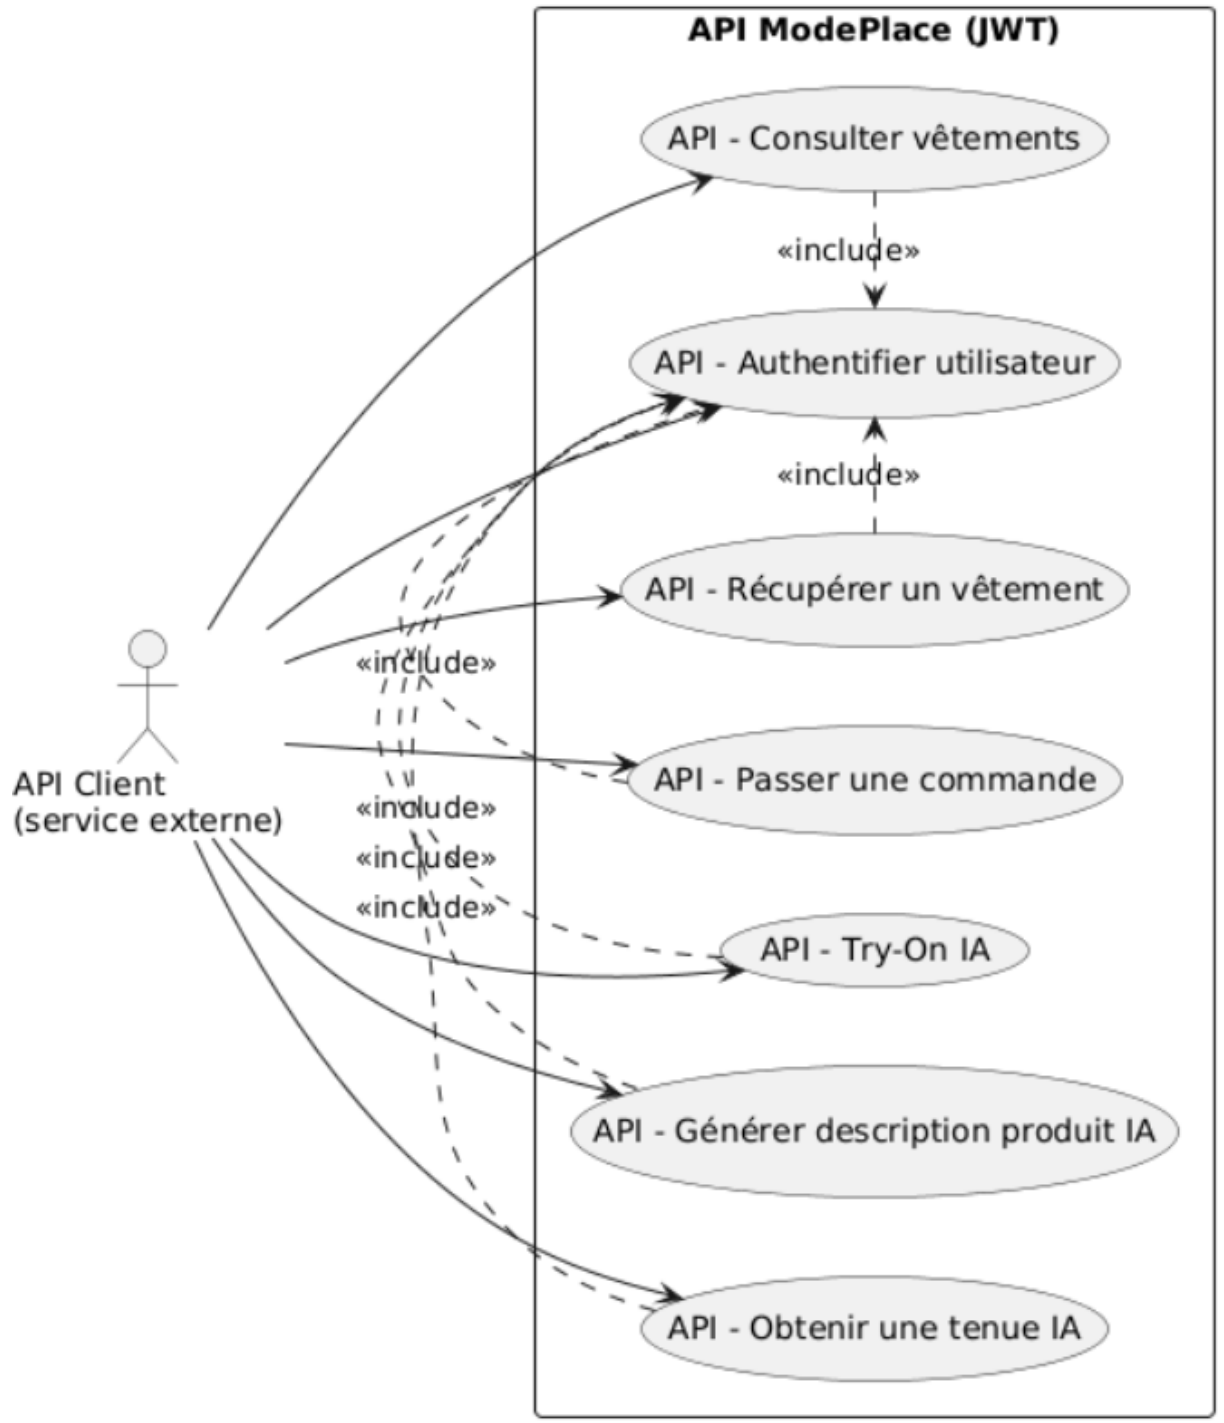 API ModePlace (JWT)
API - Consulter vêtements
«include»
API - Authentifier utilisateur
«include»
API - Récupérer un vêtement
«include»
API - Passer une commande
API Client
(service externe)
«include»
«include»
«include»
API - Try-On IA
API - Générer description produit IA
API - Obtenir une tenue IA